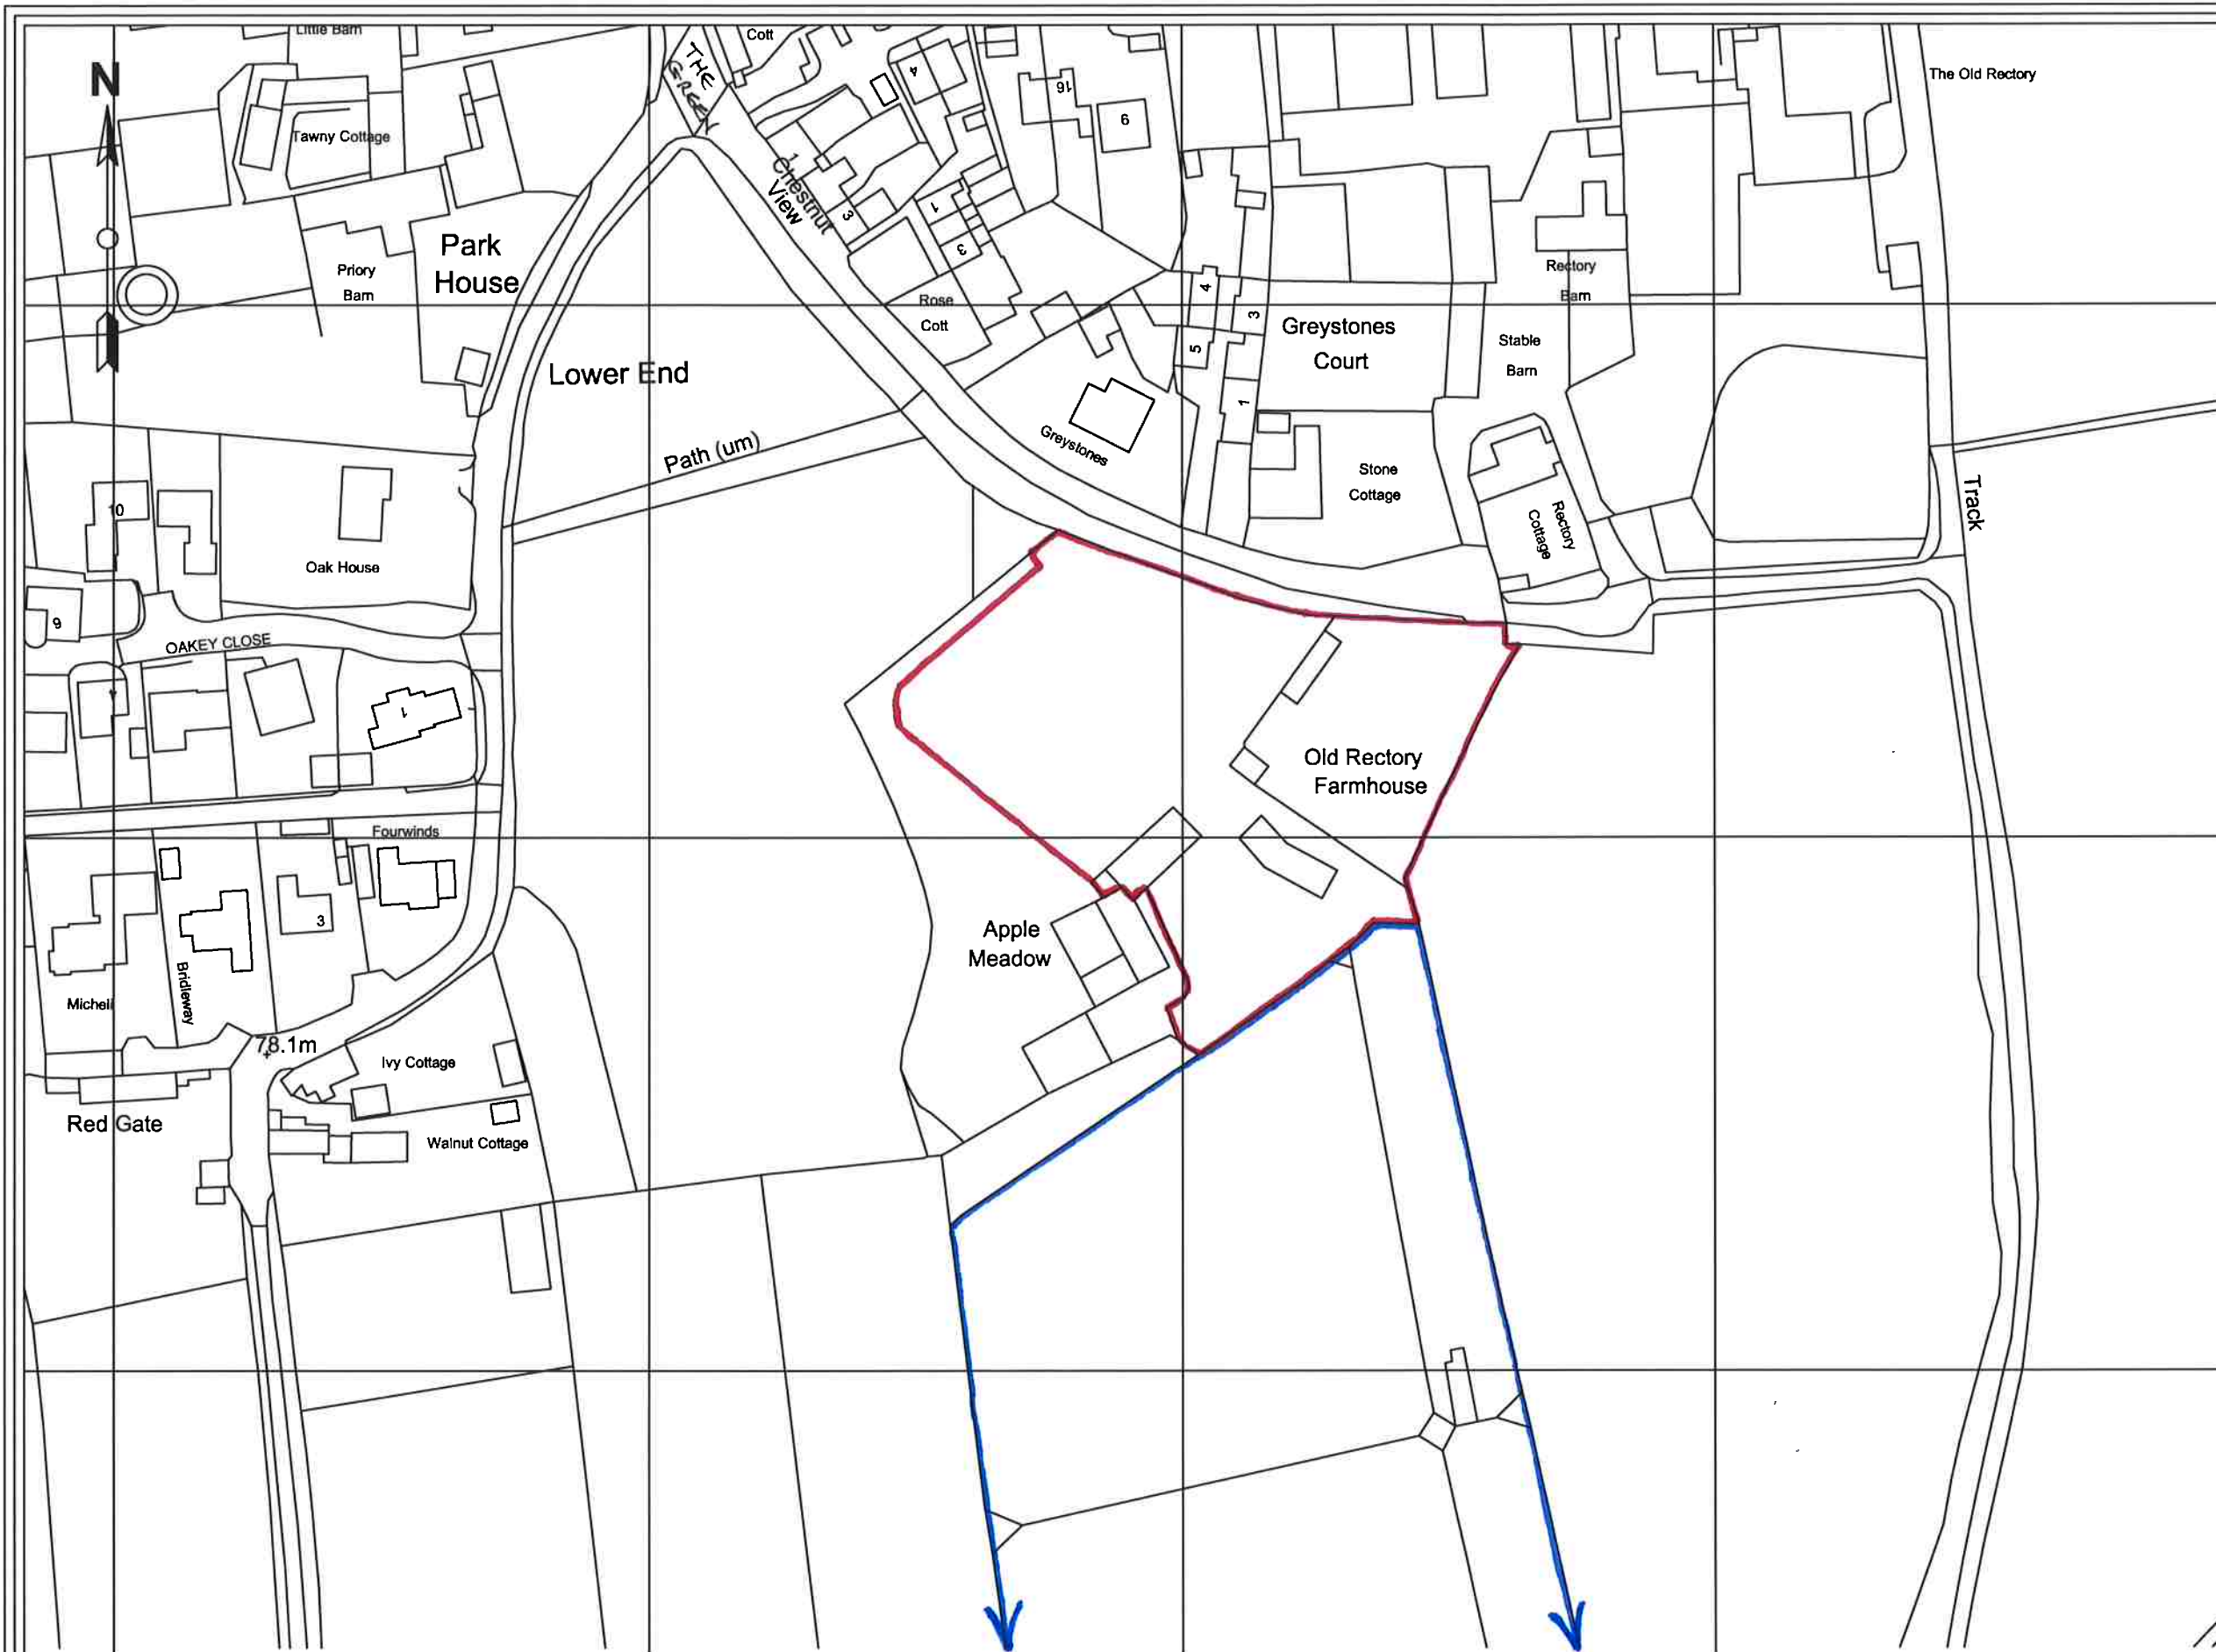 Little Barn
Cott
THE
GREEN
The Old Rectory
N
4
16
9
Tawny Cottage
1
Chestnut
View
3
1
3
Park
House
Priory
Barn
Rectory
Barn
Rose
Cott
4
3
5
1
Greystones
Court
Stable
Barn
Lower End
Path (um)
Greystones
Stone
Cottage
Rectory
Cottage
Track
10
Oak House
9
OAKEY CLOSE
1
Old Rectory
Farmhouse
Fourwinds
3
Apple
Meadow
Bridleway
Michell
78.1m
Ivy Cottage
Red Gate
Walnut Cottage